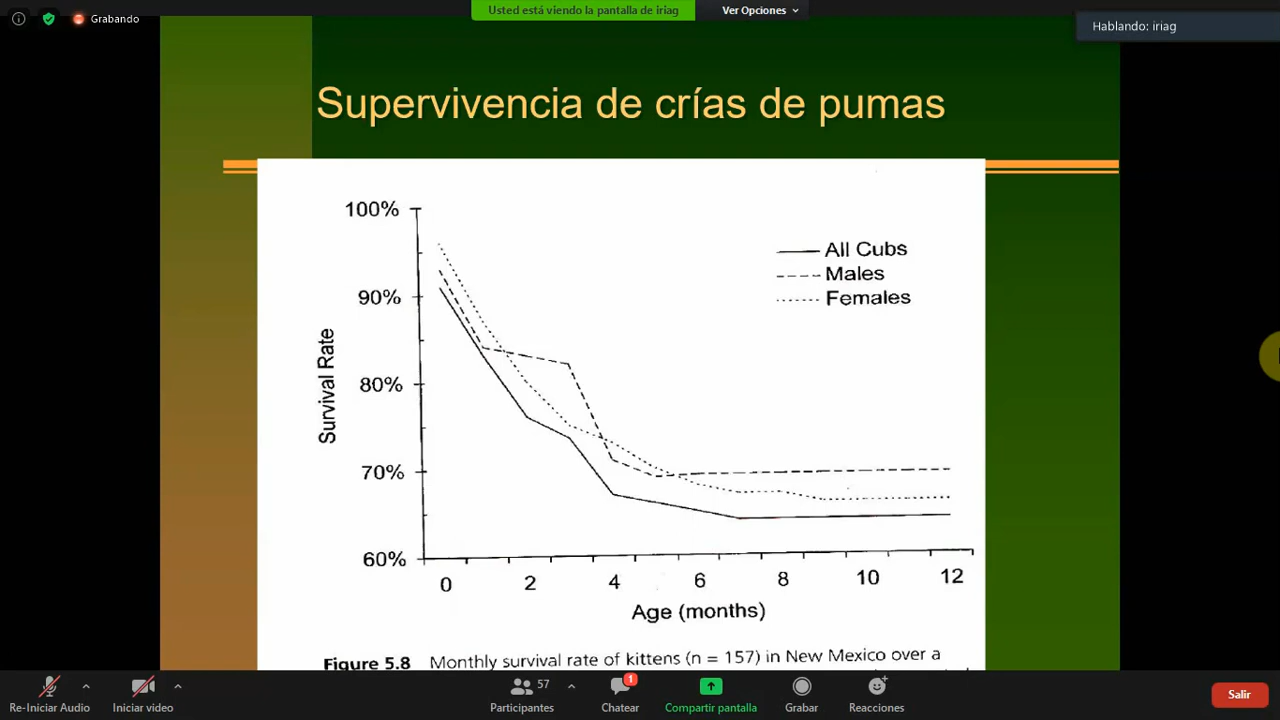 Grabando
Usted está viendo la pantalla de iriag
Ver Opciones
Hablando: iriag
Supervivencia de crías de pumas
100%
90%
80%
70%
60%
Survival Rate
All Cubs
Males
Females
0 2 4 6 8 10 12
Age (months)
Figure 5.8 Monthly survival rate of kittens (n = 157) in New Mexico over a
Re-Iniciar Audio
Iniciar video
57
Participantes
1
Chatear
Compartir pantalla
Grabar
Reacciones
Salir